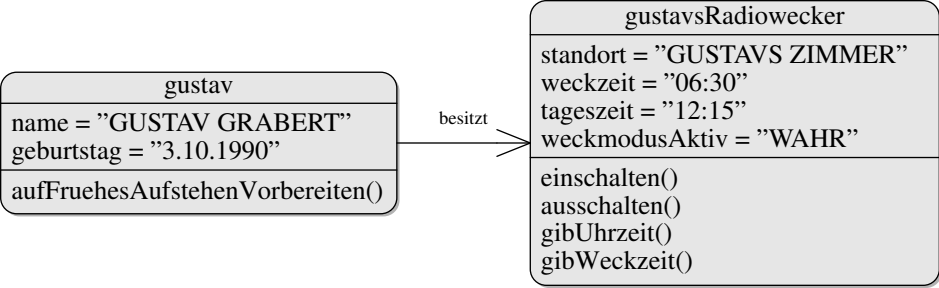 gustav
name = ”GUSTAV GRABERT”
geburtstag = ”3.10.1990”
aufFruehesAufstehenVorbereiten()
besitzt
gustavsRadiowecker
standort = ”GUSTAVS ZIMMER”
weckzeit = ”06:30”
tageszeit = ”12:15”
weckmodusAktiv = ”WAHR”
einschalten()
ausschalten()
gibUhrzeit()
gibWeckzeit()